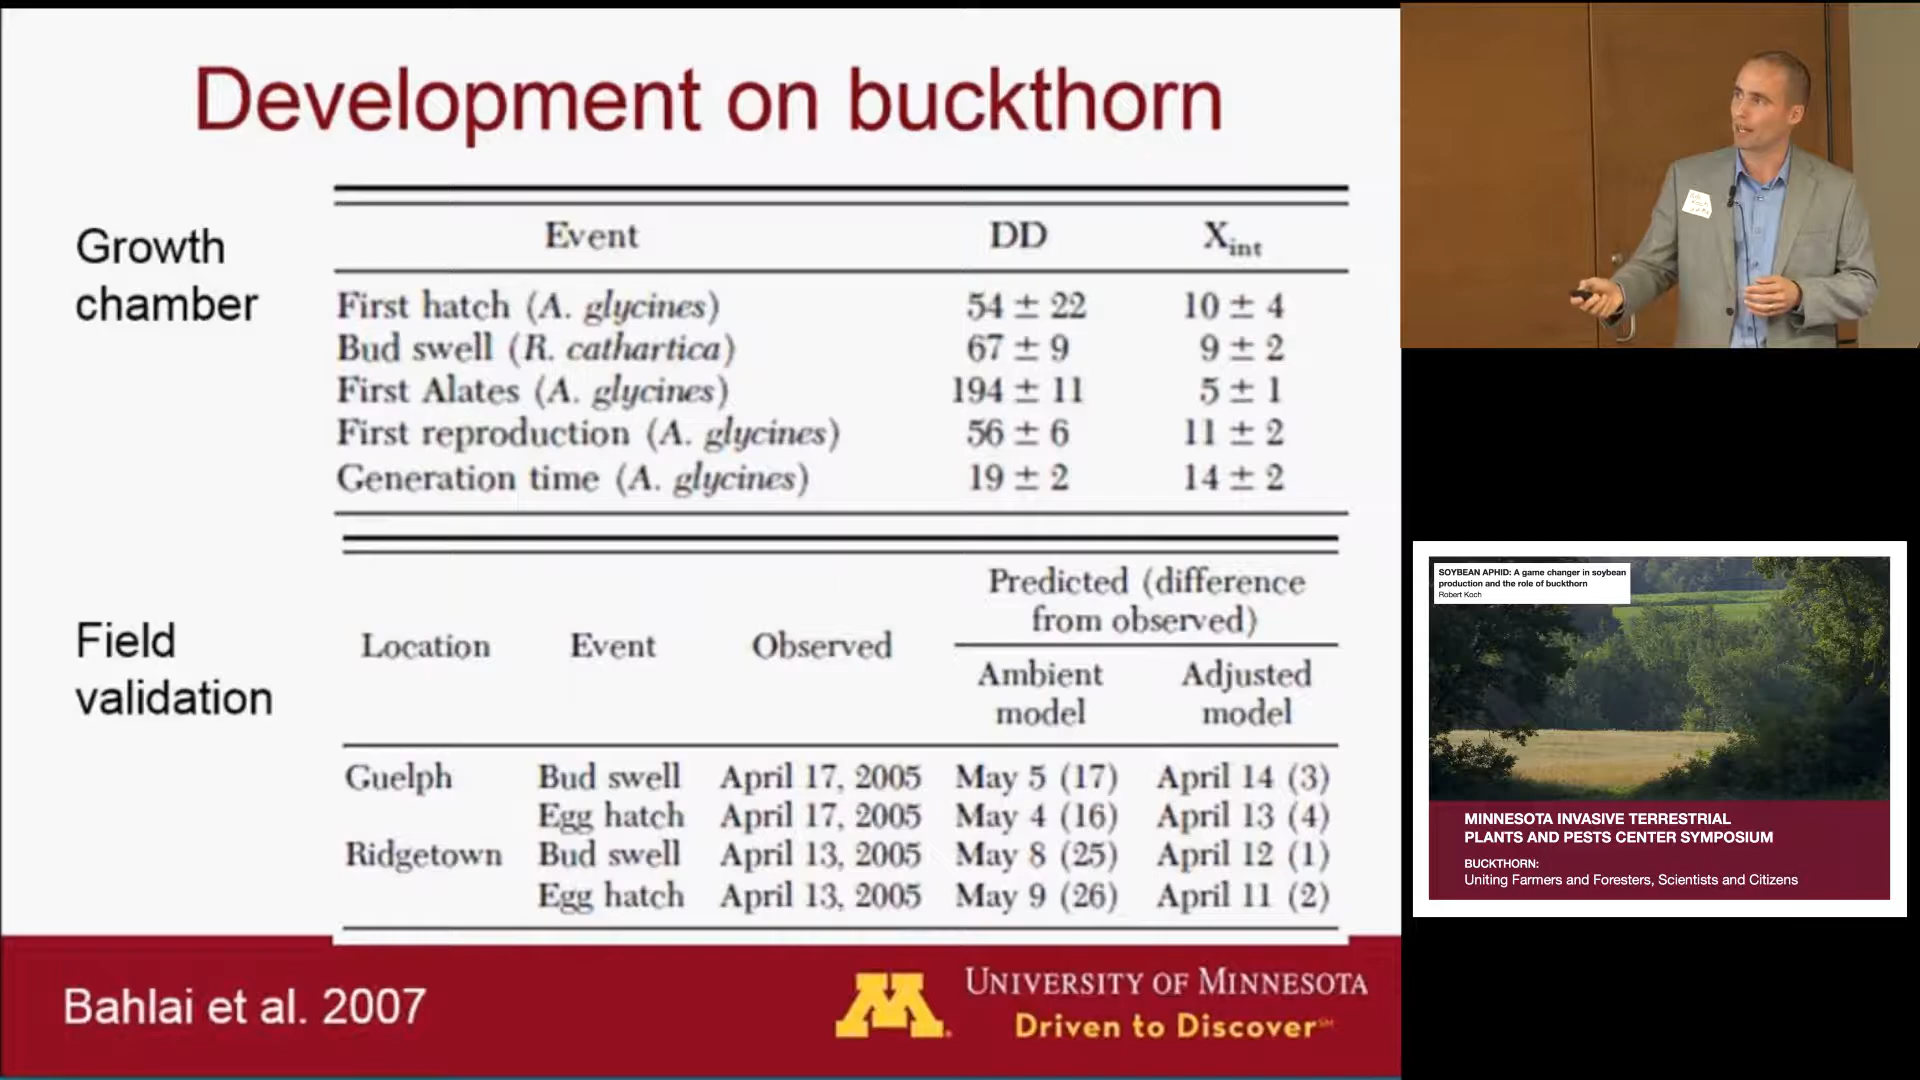 Development on buckthorn
Growth
chamber
Event DD Xint
First hatch (A. glycines) 54 ± 22 10 ± 4
Bud swell (R. cathartica) 67 ± 9 9 ± 2
First Alates (A. glycines) 194 ± 11 5 ± 1
First reproduction (A. glycines) 56 ± 6 11 ± 2
Generation time (A. glycines) 19 ± 2 14 ± 2
Field
validation
Predicted (difference
from observed)
Location Event Observed
Ambient Adjusted
model model
Guelph Bud swell April 17, 2005 May 5 (17) April 14 (3)
Egg hatch April 17, 2005 May 4 (16) April 13 (4)
Ridgetown Bud swell April 13, 2005 May 8 (25) April 12 (1)
Egg hatch April 13, 2005 May 9 (26) April 11 (2)
Bahlai et al. 2007
M
UNIVERSITY OF MINNESOTA
Driven to Discover℠
SOYBEAN APHID: A game changer in soybean
production and the role of buckthorn
Robert Koch
MINNESOTA INVASIVE TERRESTRIAL
PLANTS AND PESTS CENTER SYMPOSIUM
BUCKTHORN:
Uniting Farmers and Foresters, Scientists and Citizens